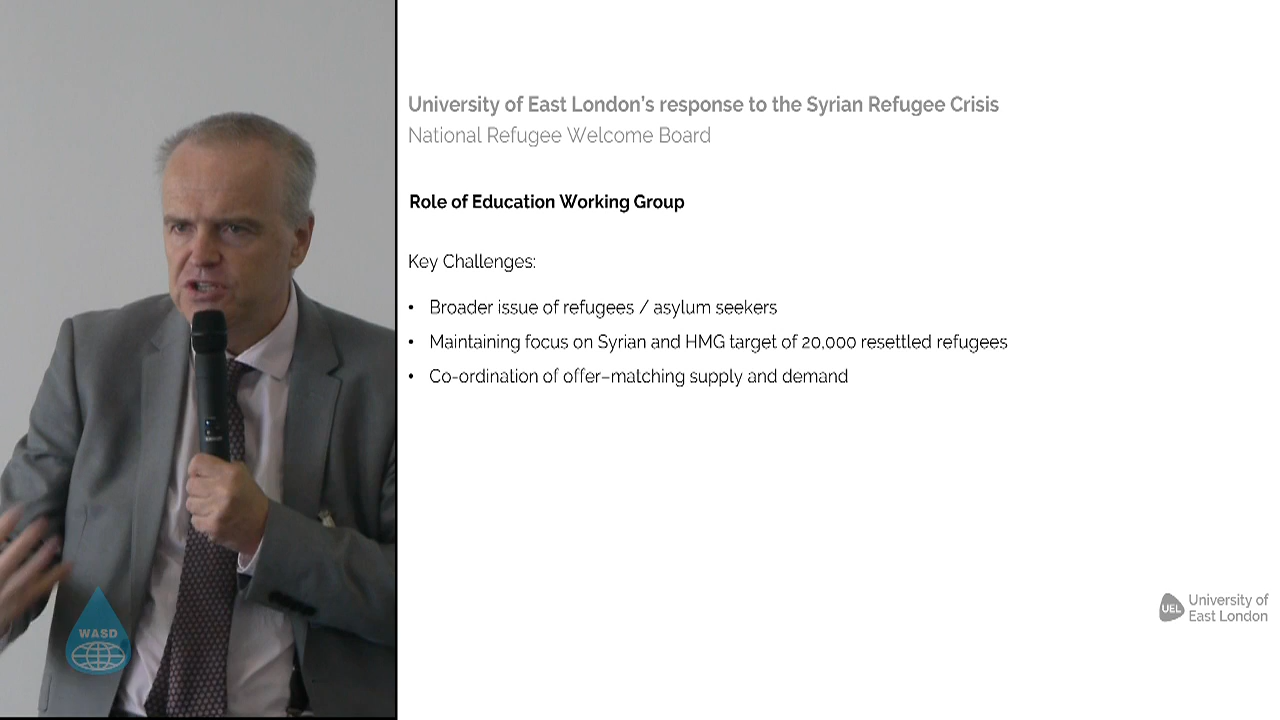 University of East London's response to the Syrian Refugee Crisis
National Refugee Welcome Board
Role of Education Working Group
Key Challenges:
• Broader issue of refugees / asylum seekers
• Maintaining focus on Syrian and HMG target of 20,000 resettled refugees
• Co-ordination of offer–matching supply and demand
UEL
University of
East London
WASD